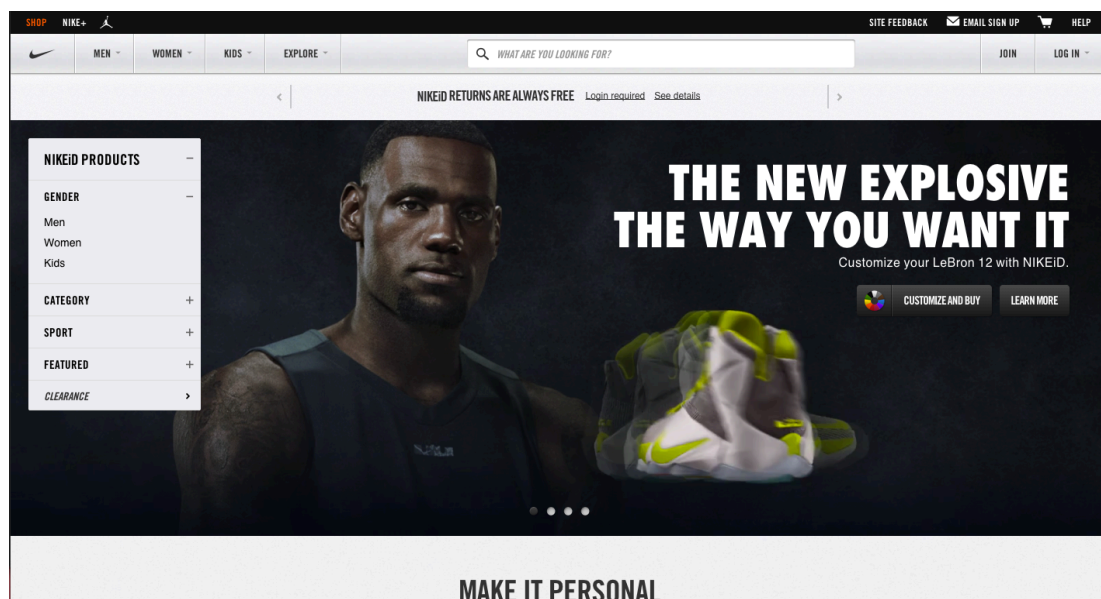 SHOP NIKE+ SITE FEEDBACK EMAIL SIGN UP HELP
MEN WOMEN KIDS EXPLORE WHAT ARE YOU LOOKING FOR? JOIN LOG IN
NIKEiD RETURNS ARE ALWAYS FREE Login required See details
NIKEiD PRODUCTS
GENDER
Men
Women
Kids
CATEGORY
SPORT
FEATURED
CLEARANCE
THE NEW EXPLOSIVE
THE WAY YOU WANT IT
Customize your LeBron 12 with NIKEiD.
CUSTOMIZE AND BUY LEARN MORE
MAKE IT PERSONAL